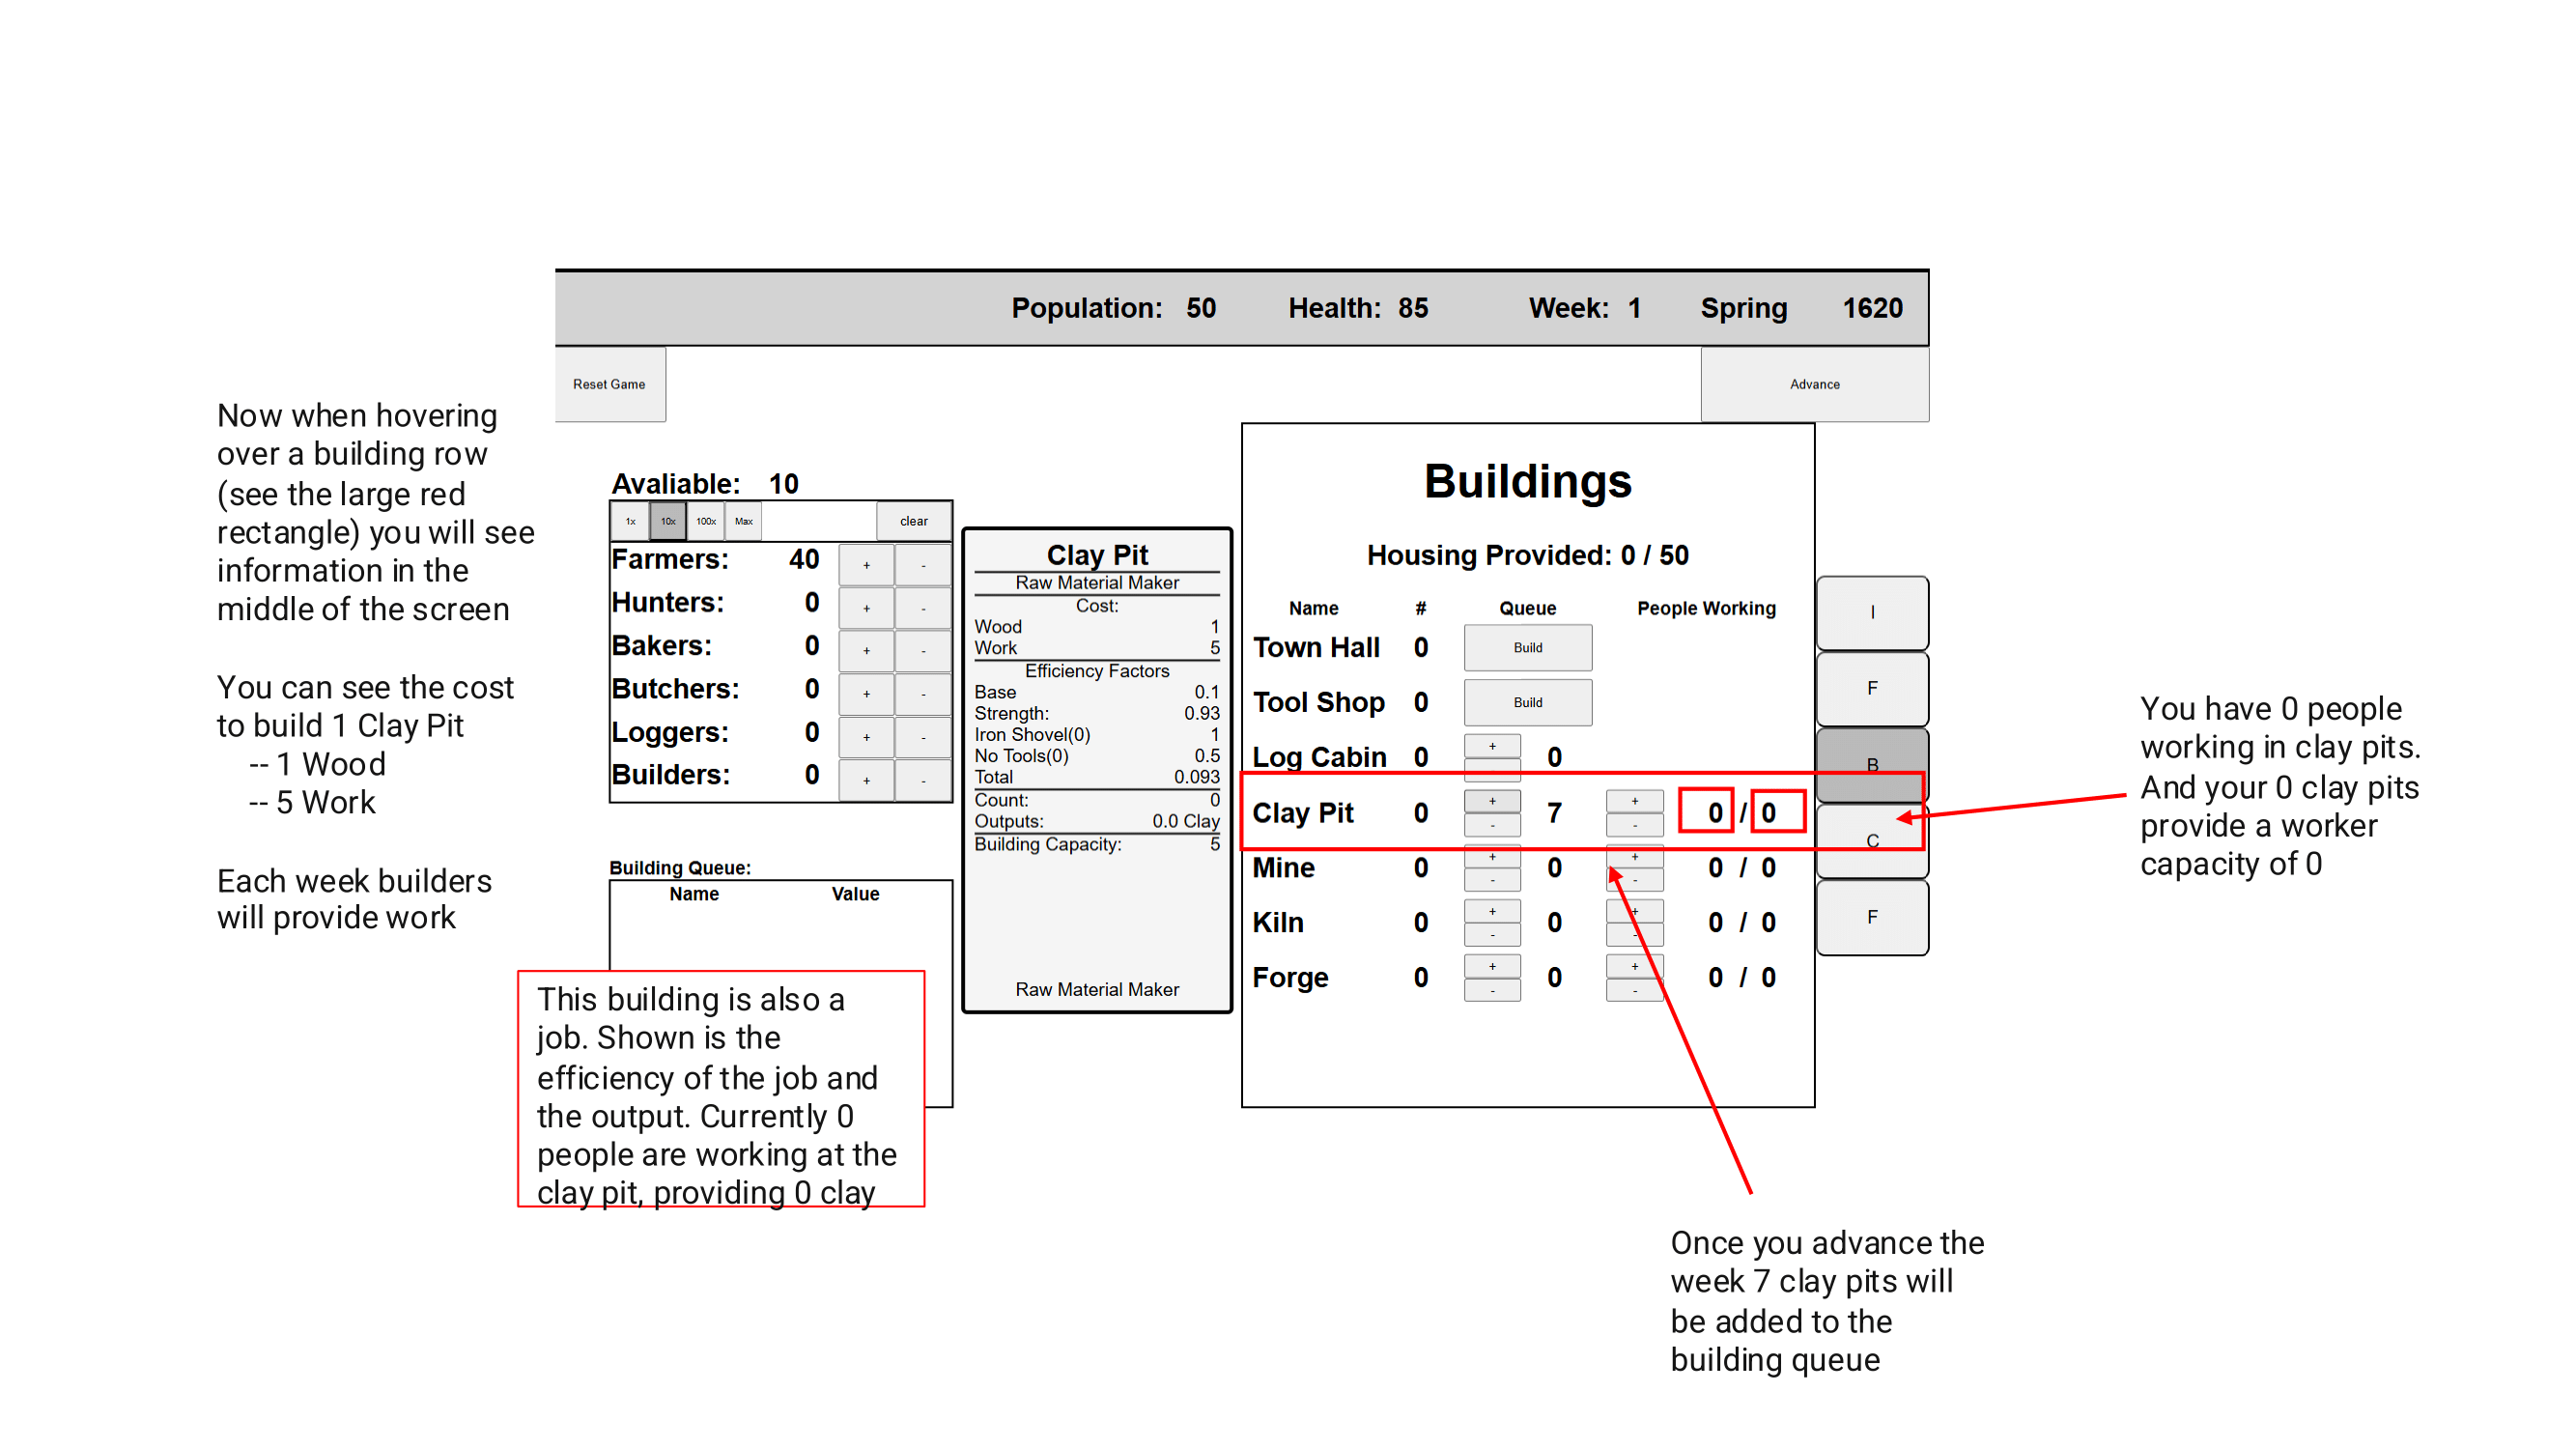 Population: 50 Health: 85 Week: 1 Spring 1620
Reset Game
Advance
Now when hovering
over a building row
(see the large red
rectangle) you will see
information in the
middle of the screen
You can see the cost
to build 1 Clay Pit
-- 1 Wood
-- 5 Work
Each week builders
will provide work
Avaliable: 10
1x 10x 100x Max clear
Farmers: 40 + -
Hunters: 0 + -
Bakers: 0 + -
Butchers: 0 + -
Loggers: 0 + -
Builders: 0 + -
Building Queue:
Name Value
This building is also a
job. Shown is the
efficiency of the job and
the output. Currently 0
people are working at the
clay pit, providing 0 clay
Clay Pit
Raw Material Maker
Cost:
Wood 1
Work 5
Efficiency Factors
Base 0.1
Strength: 0.93
Iron Shovel(0) 1
No Tools(0) 0.5
Total 0.093
Count: 0
Outputs: 0.0 Clay
Building Capacity: 5
Raw Material Maker
Buildings
Housing Provided: 0 / 50
Name # Queue People Working
Town Hall 0 Build
Tool Shop 0 Build
Log Cabin 0 + 0
Clay Pit 0 + - 7 + - 0 / 0
Mine 0 + - 0 + - 0 / 0
Kiln 0 + - 0 + - 0 / 0
Forge 0 + - 0 + - 0 / 0
I
F
B
C
F
You have 0 people
working in clay pits.
And your 0 clay pits
provide a worker
capacity of 0
Once you advance the
week 7 clay pits will
be added to the
building queue